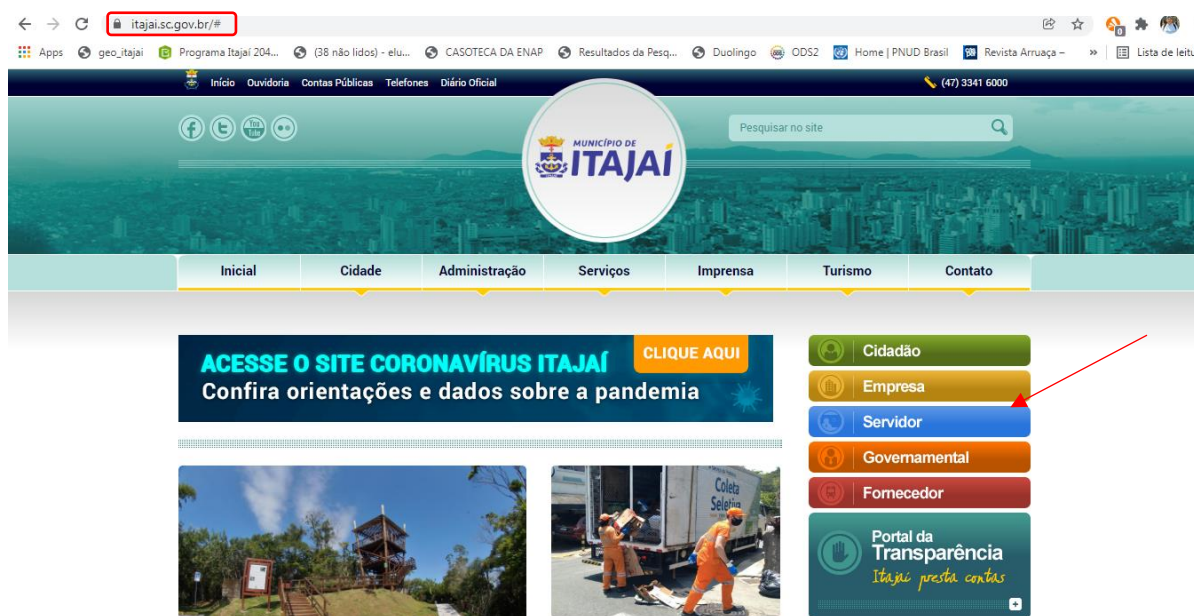 itajai.sc.gov.br/#
Apps geo_itajai Programa Itajaí 204... (38 não lidos) - elu... CASOTECA DA ENAP Resultados da Pesq... Duolingo ODS2 Home | PNUD Brasil Revista Arruaça – » Lista de leitu
Início Ouvidoria Contas Públicas Telefones Diário Oficial (47) 3341 6000
You
Tube
Pesquisar no site
MUNICÍPIO DE
ITAJAÍ
Inicial Cidade Administração Serviços Imprensa Turismo Contato
ACESSE O SITE CORONAVÍRUS ITAJAÍ
CLIQUE AQUI
Confira orientações e dados sobre a pandemia
Cidadão
Empresa
Servidor
Governamental
Fornecedor
Coleta
Seletiva
Portal da
Transparência
Itajaí presta contas